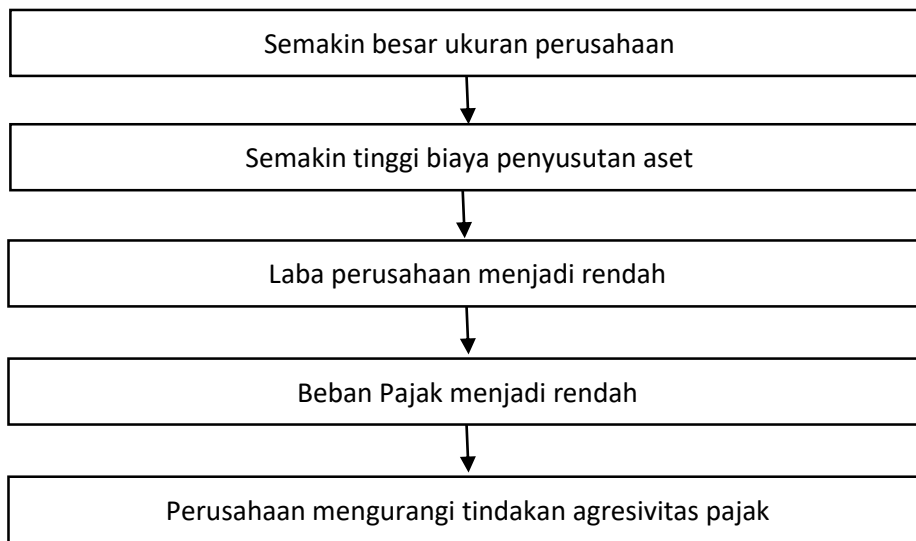 Semakin besar ukuran perusahaan
Semakin tinggi biaya penyusutan aset
Laba perusahaan menjadi rendah
Beban Pajak menjadi rendah
Perusahaan mengurangi tindakan agresivitas pajak